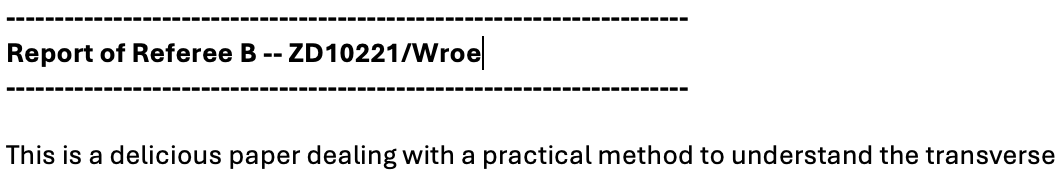 -----------------------------------------------------------------------
Report of Referee B -- ZD10221/Wroe
-----------------------------------------------------------------------
This is a delicious paper dealing with a practical method to understand the transverse